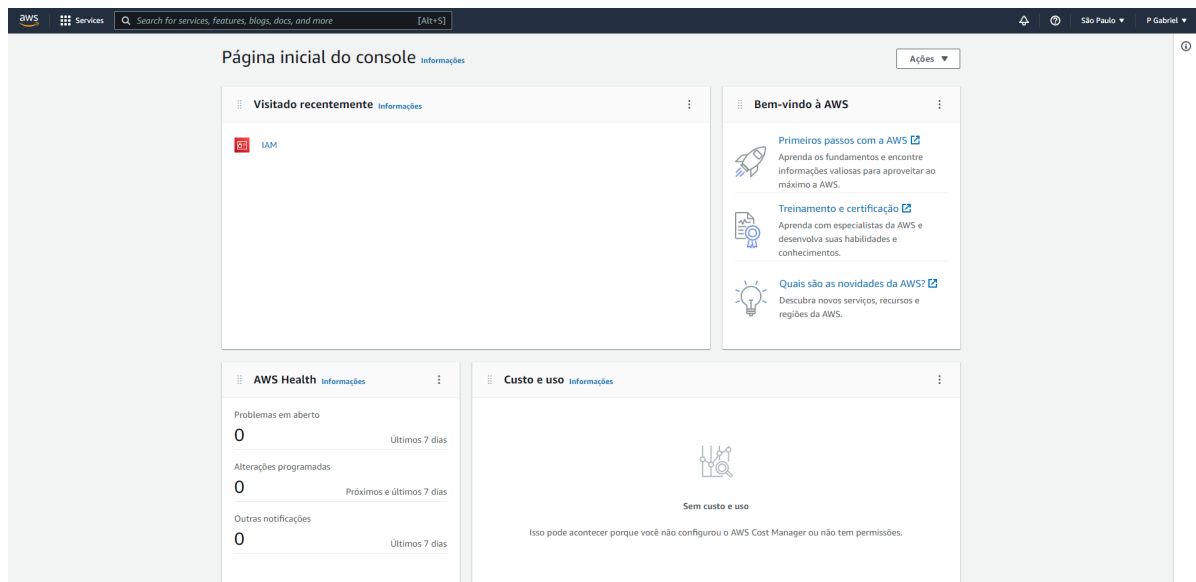 aws
Services
Search for services, features, blogs, docs, and more
[Alt+S]
São Paulo ▼
P Gabriel ▼
Página inicial do console Informações
Ações ▼
Visitado recentemente Informações
IAM
Bem-vindo à AWS
Primeiros passos com a AWS
Aprenda os fundamentos e encontre
informações valiosas para aproveitar ao
máximo a AWS.
Treinamento e certificação
Aprenda com especialistas da AWS e
desenvolva suas habilidades e
conhecimentos.
Quais são as novidades da AWS?
Descubra novos serviços, recursos e
regiões da AWS.
AWS Health Informações
Problemas em aberto
0
Últimos 7 dias
Alterações programadas
0
Próximos e últimos 7 dias
Outras notificações
0
Últimos 7 dias
Custo e uso Informações
Sem custo e uso
Isso pode acontecer porque você não configurou o AWS Cost Manager ou não tem permissões.